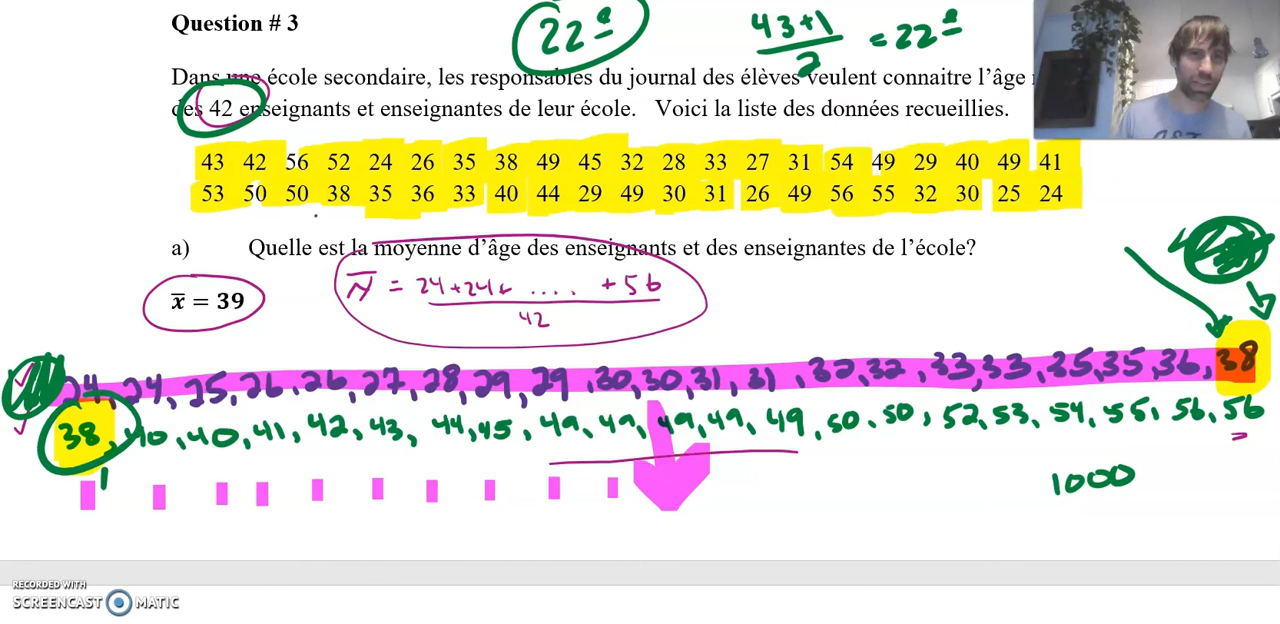 Question # 3
22ᵉ
43+1 / 2 = 22ᵉ
Dans une école secondaire, les responsables du journal des élèves veulent connaitre l’âge
des 42 enseignants et enseignantes de leur école. Voici la liste des données recueillies.
43 42 56 52 24 26 35 38 49 45 32 28 33 27 31 54 49 29 40 49 41
53 50 50 38 35 36 33 40 44 29 49 30 31 26 49 56 55 32 30 25 24
a) Quelle est la moyenne d’âge des enseignants et des enseignantes de l’école?
x̅ = 39
= 24+24+ .... +56
42
24, 24, 25, 26, 26, 27, 28, 29, 29, 30, 30, 31, 31, 32, 32, 33, 33, 35, 35, 36, 38
38, 40, 40, 41, 42, 43, 44, 45, 49, 49, 49, 49, 49, 50, 50, 52, 53, 54, 55, 56, 56
1000
RECORDED WITH
SCREENCAST MATIC